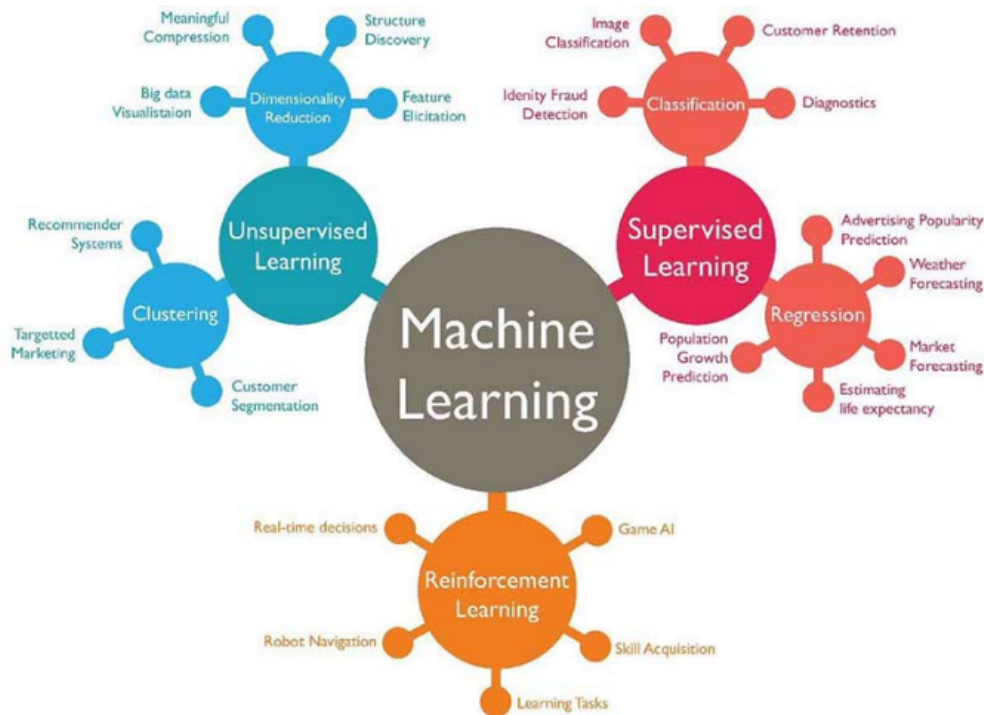 Meaningful
Compression
Structure
Discovery
Big data
Visualistaion
Dimensionality
Reduction
Feature
Elicitation
Image
Classification
Customer Retention
Idenity Fraud
Detection
Classification
Diagnostics
Recommender
Systems
Unsupervised
Learning
Supervised
Learning
Advertising Popularity
Prediction
Weather
Forecasting
Clustering
Machine
Learning
Regression
Targetted
Marketing
Population
Growth
Prediction
Market
Forecasting
Customer
Segmentation
Estimating
life expectancy
Real-time decisions
Game AI
Reinforcement
Learning
Robot Navigation
Skill Acquisition
Learning Tasks